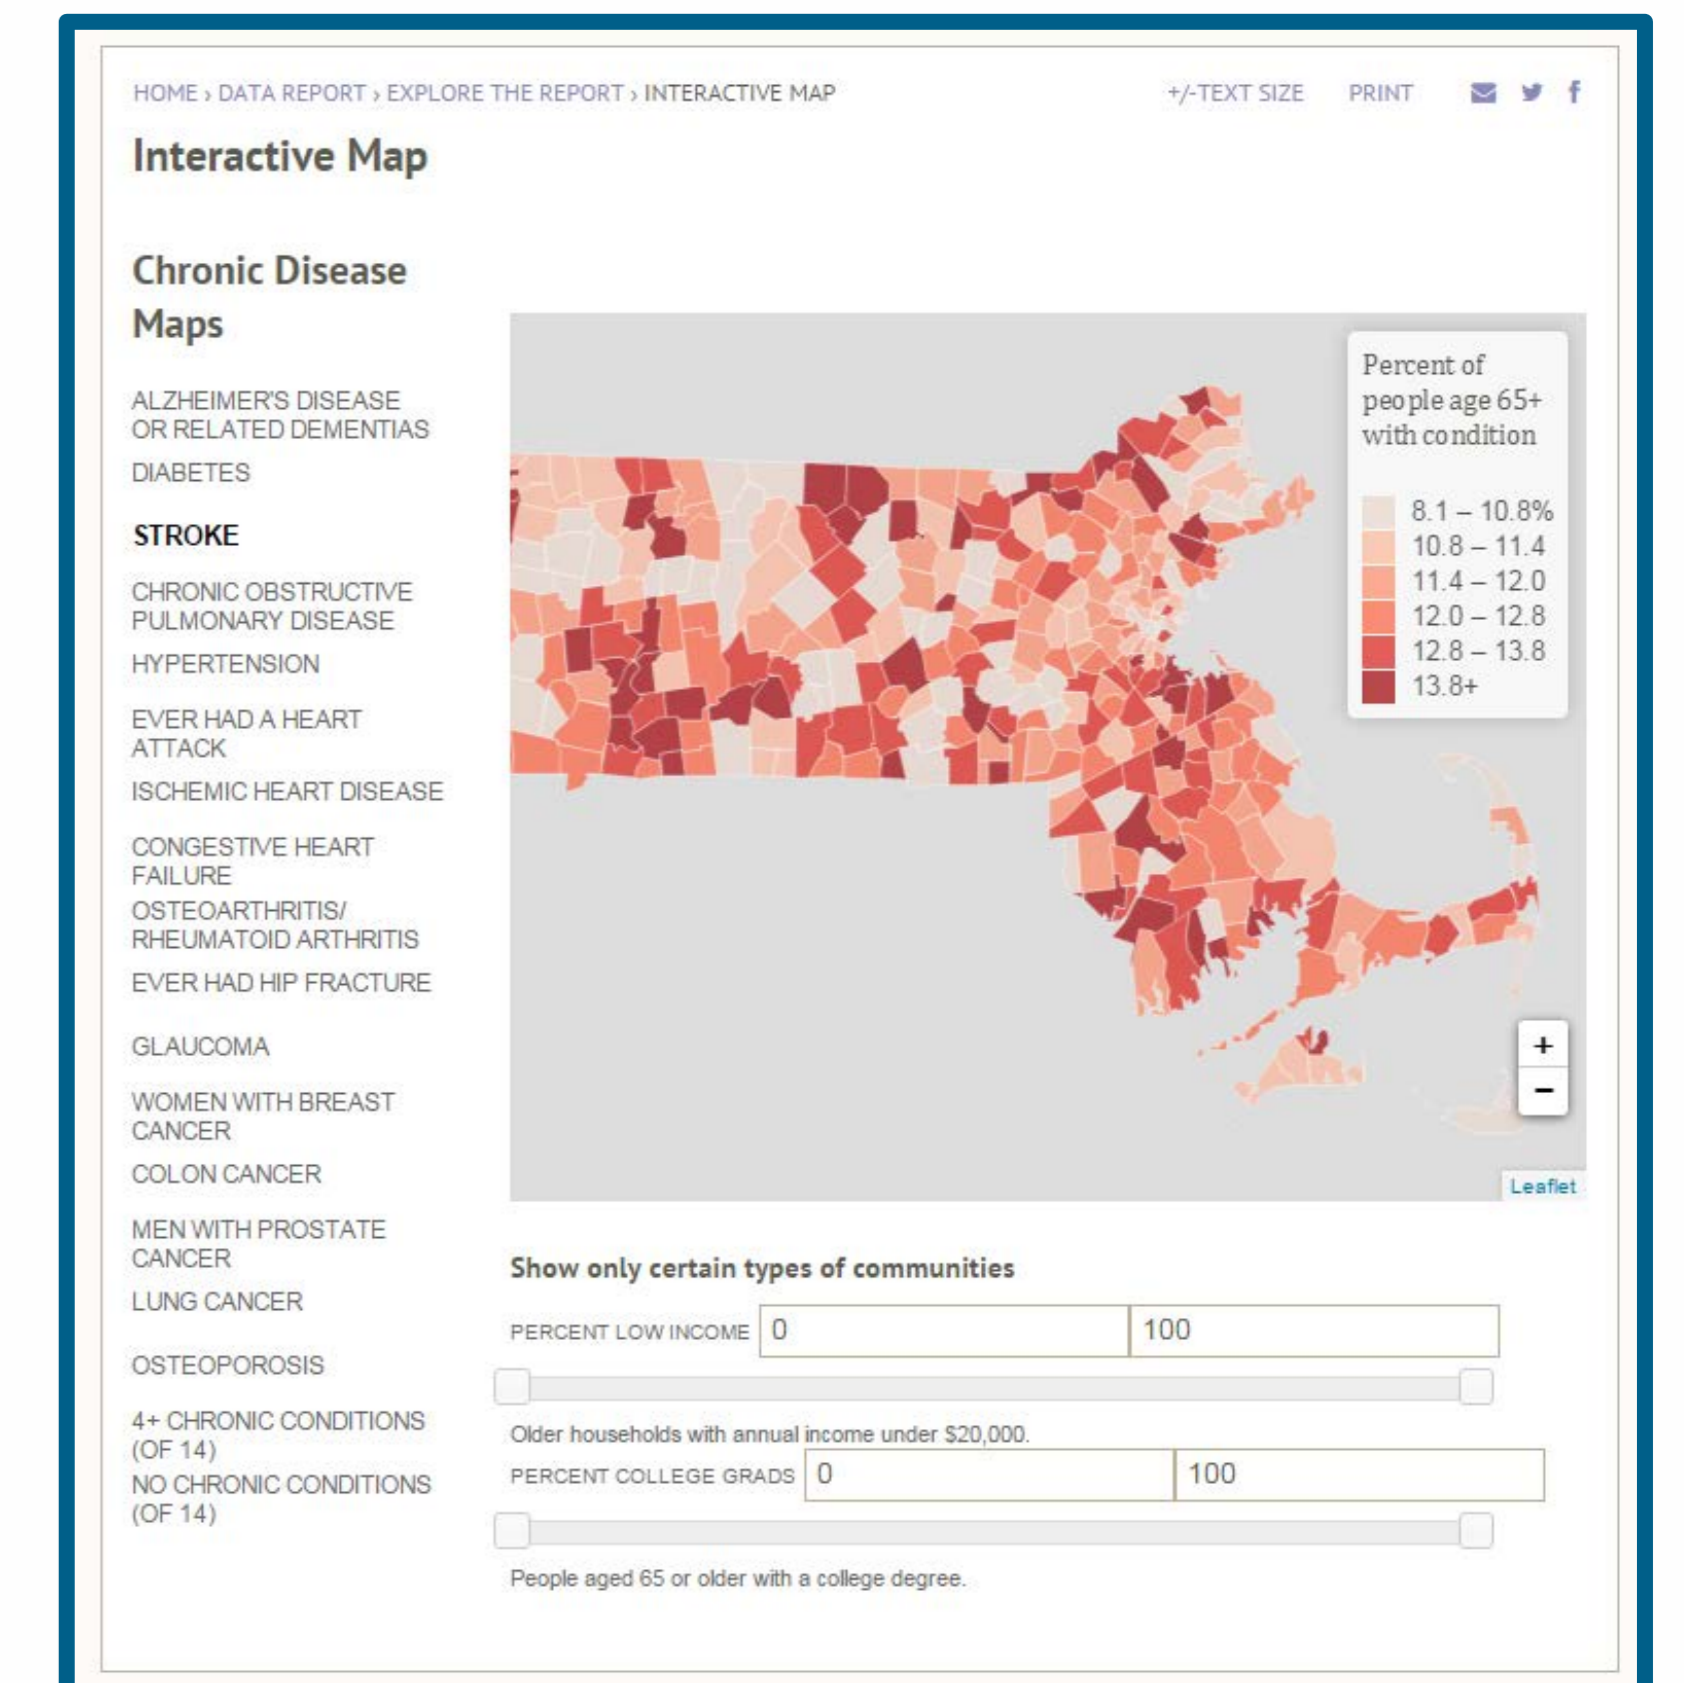 HOME › DATA REPORT › EXPLORE THE REPORT › INTERACTIVE MAP
+/-TEXT SIZE PRINT
Interactive Map
Chronic Disease
Maps
ALZHEIMER'S DISEASE
OR RELATED DEMENTIAS
DIABETES
STROKE
CHRONIC OBSTRUCTIVE
PULMONARY DISEASE
HYPERTENSION
EVER HAD A HEART
ATTACK
ISCHEMIC HEART DISEASE
CONGESTIVE HEART
FAILURE
OSTEOARTHRITIS/
RHEUMATOID ARTHRITIS
EVER HAD HIP FRACTURE
GLAUCOMA
WOMEN WITH BREAST
CANCER
COLON CANCER
MEN WITH PROSTATE
CANCER
LUNG CANCER
OSTEOPOROSIS
4+ CHRONIC CONDITIONS
(OF 14)
NO CHRONIC CONDITIONS
(OF 14)
Percent of
people age 65+
with condition
8.1 – 10.8%
10.8 – 11.4
11.4 – 12.0
12.0 – 12.8
12.8 – 13.8
13.8+
+
−
Leaflet
Show only certain types of communities
PERCENT LOW INCOME 0 100
Older households with annual income under $20,000.
PERCENT COLLEGE GRADS 0 100
People aged 65 or older with a college degree.